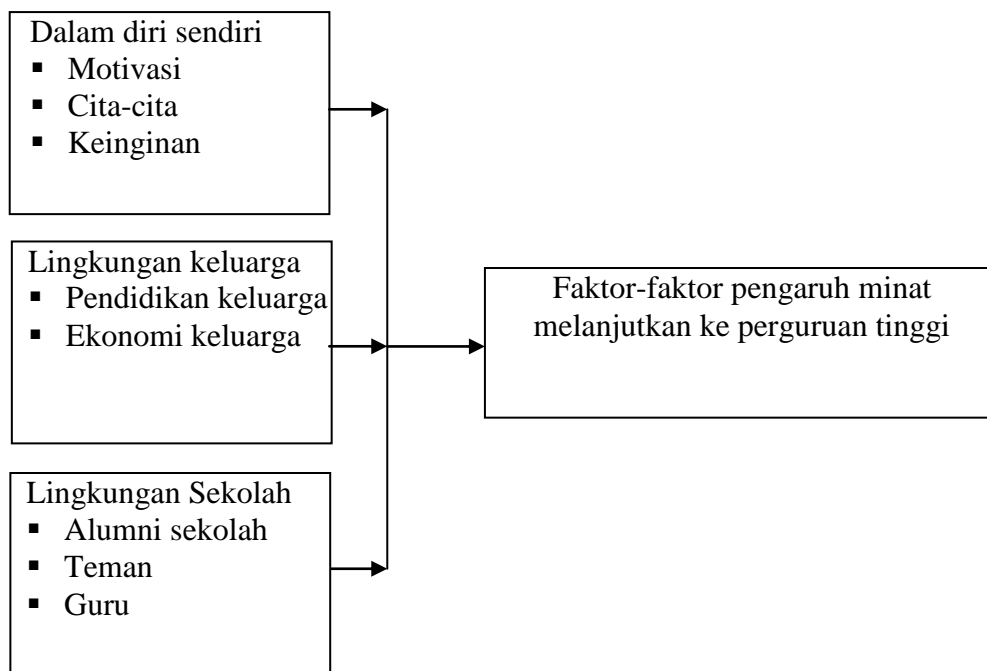 Dalam diri sendiri
▪ Motivasi
▪ Cita-cita
▪ Keinginan
Lingkungan keluarga
▪ Pendidikan keluarga
▪ Ekonomi keluarga
Faktor-faktor pengaruh minat
melanjutkan ke perguruan tinggi
Lingkungan Sekolah
▪ Alumni sekolah
▪ Teman
▪ Guru